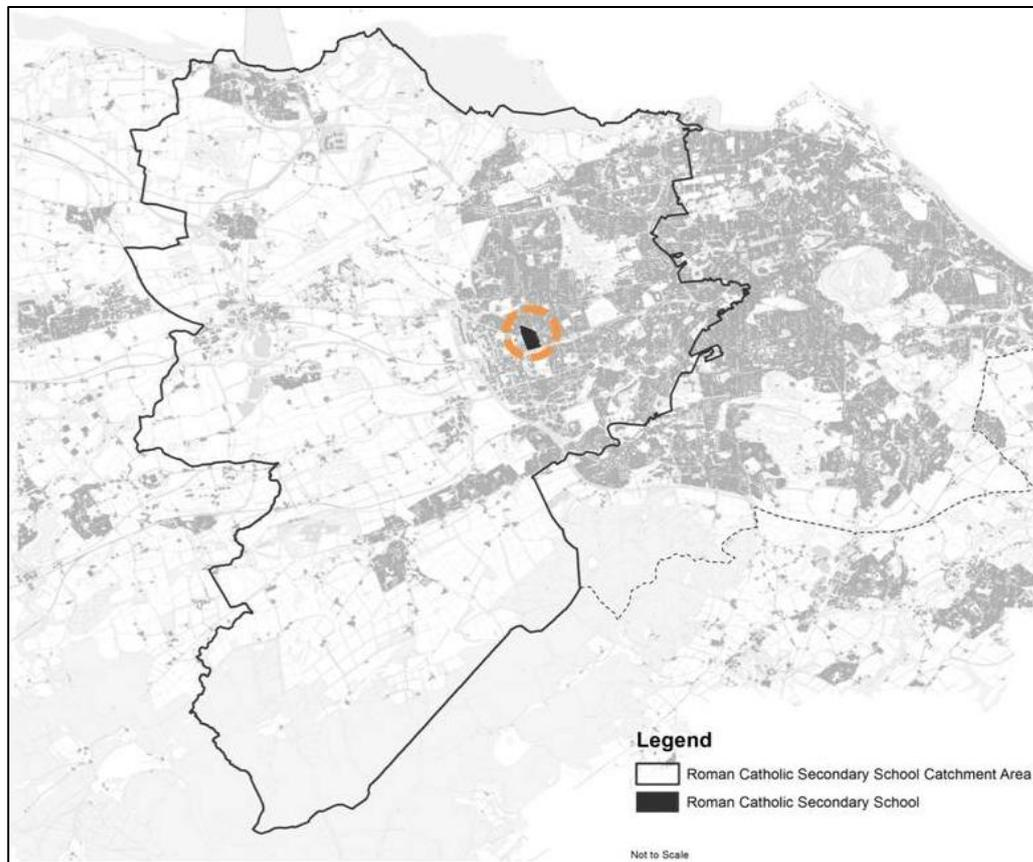 Legend
Roman Catholic Secondary School Catchment Area
Roman Catholic Secondary School
Not to Scale